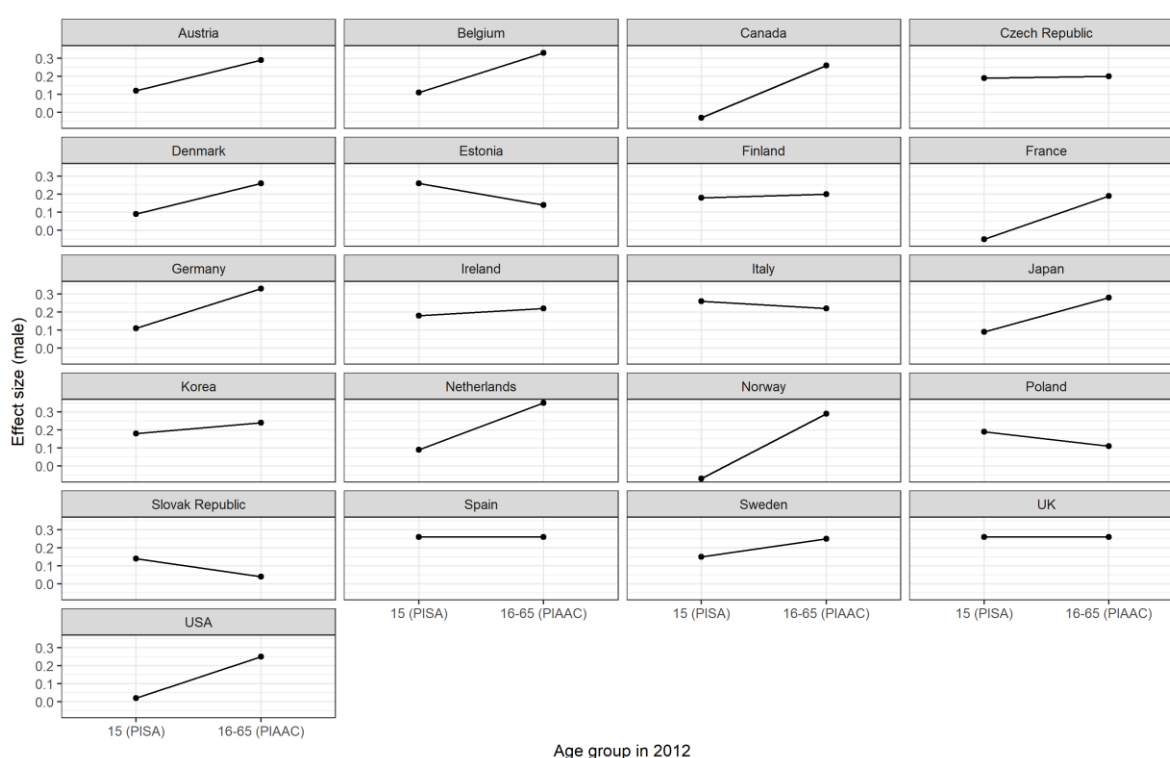 Austria
Belgium
Canada
Czech Republic
0.3
0.2
0.1
0.0
Denmark
Estonia
Finland
France
0.3
0.2
0.1
0.0
Germany
Ireland
Italy
Japan
0.3
0.2
0.1
0.0
Korea
Netherlands
Norway
Poland
0.3
0.2
0.1
0.0
Slovak Republic
Spain
Sweden
UK
0.3
0.2
0.1
0.0
15 (PISA)
16-65 (PIAAC)
15 (PISA)
16-65 (PIAAC)
15 (PISA)
16-65 (PIAAC)
USA
0.3
0.2
0.1
0.0
15 (PISA)
16-65 (PIAAC)
Effect size (male)
Age group in 2012